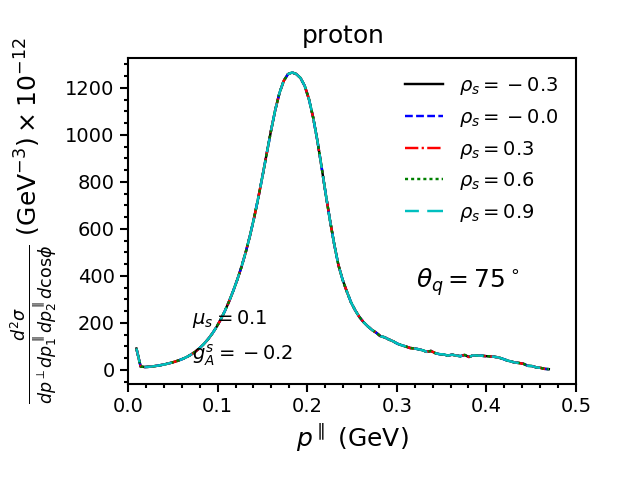 proton
d²σ
dp^⊥ dp₁^∥ dp₂^∥ dcosϕ
(GeV⁻³) × 10⁻¹²
1200
1000
800
600
400
200
0
ρₛ = −0.3
ρₛ = −0.0
ρₛ = 0.3
ρₛ = 0.6
ρₛ = 0.9
θ_q = 75°
μₛ = 0.1
g_A^s = −0.2
0.0 0.1 0.2 0.3 0.4 0.5
p^∥ (GeV)